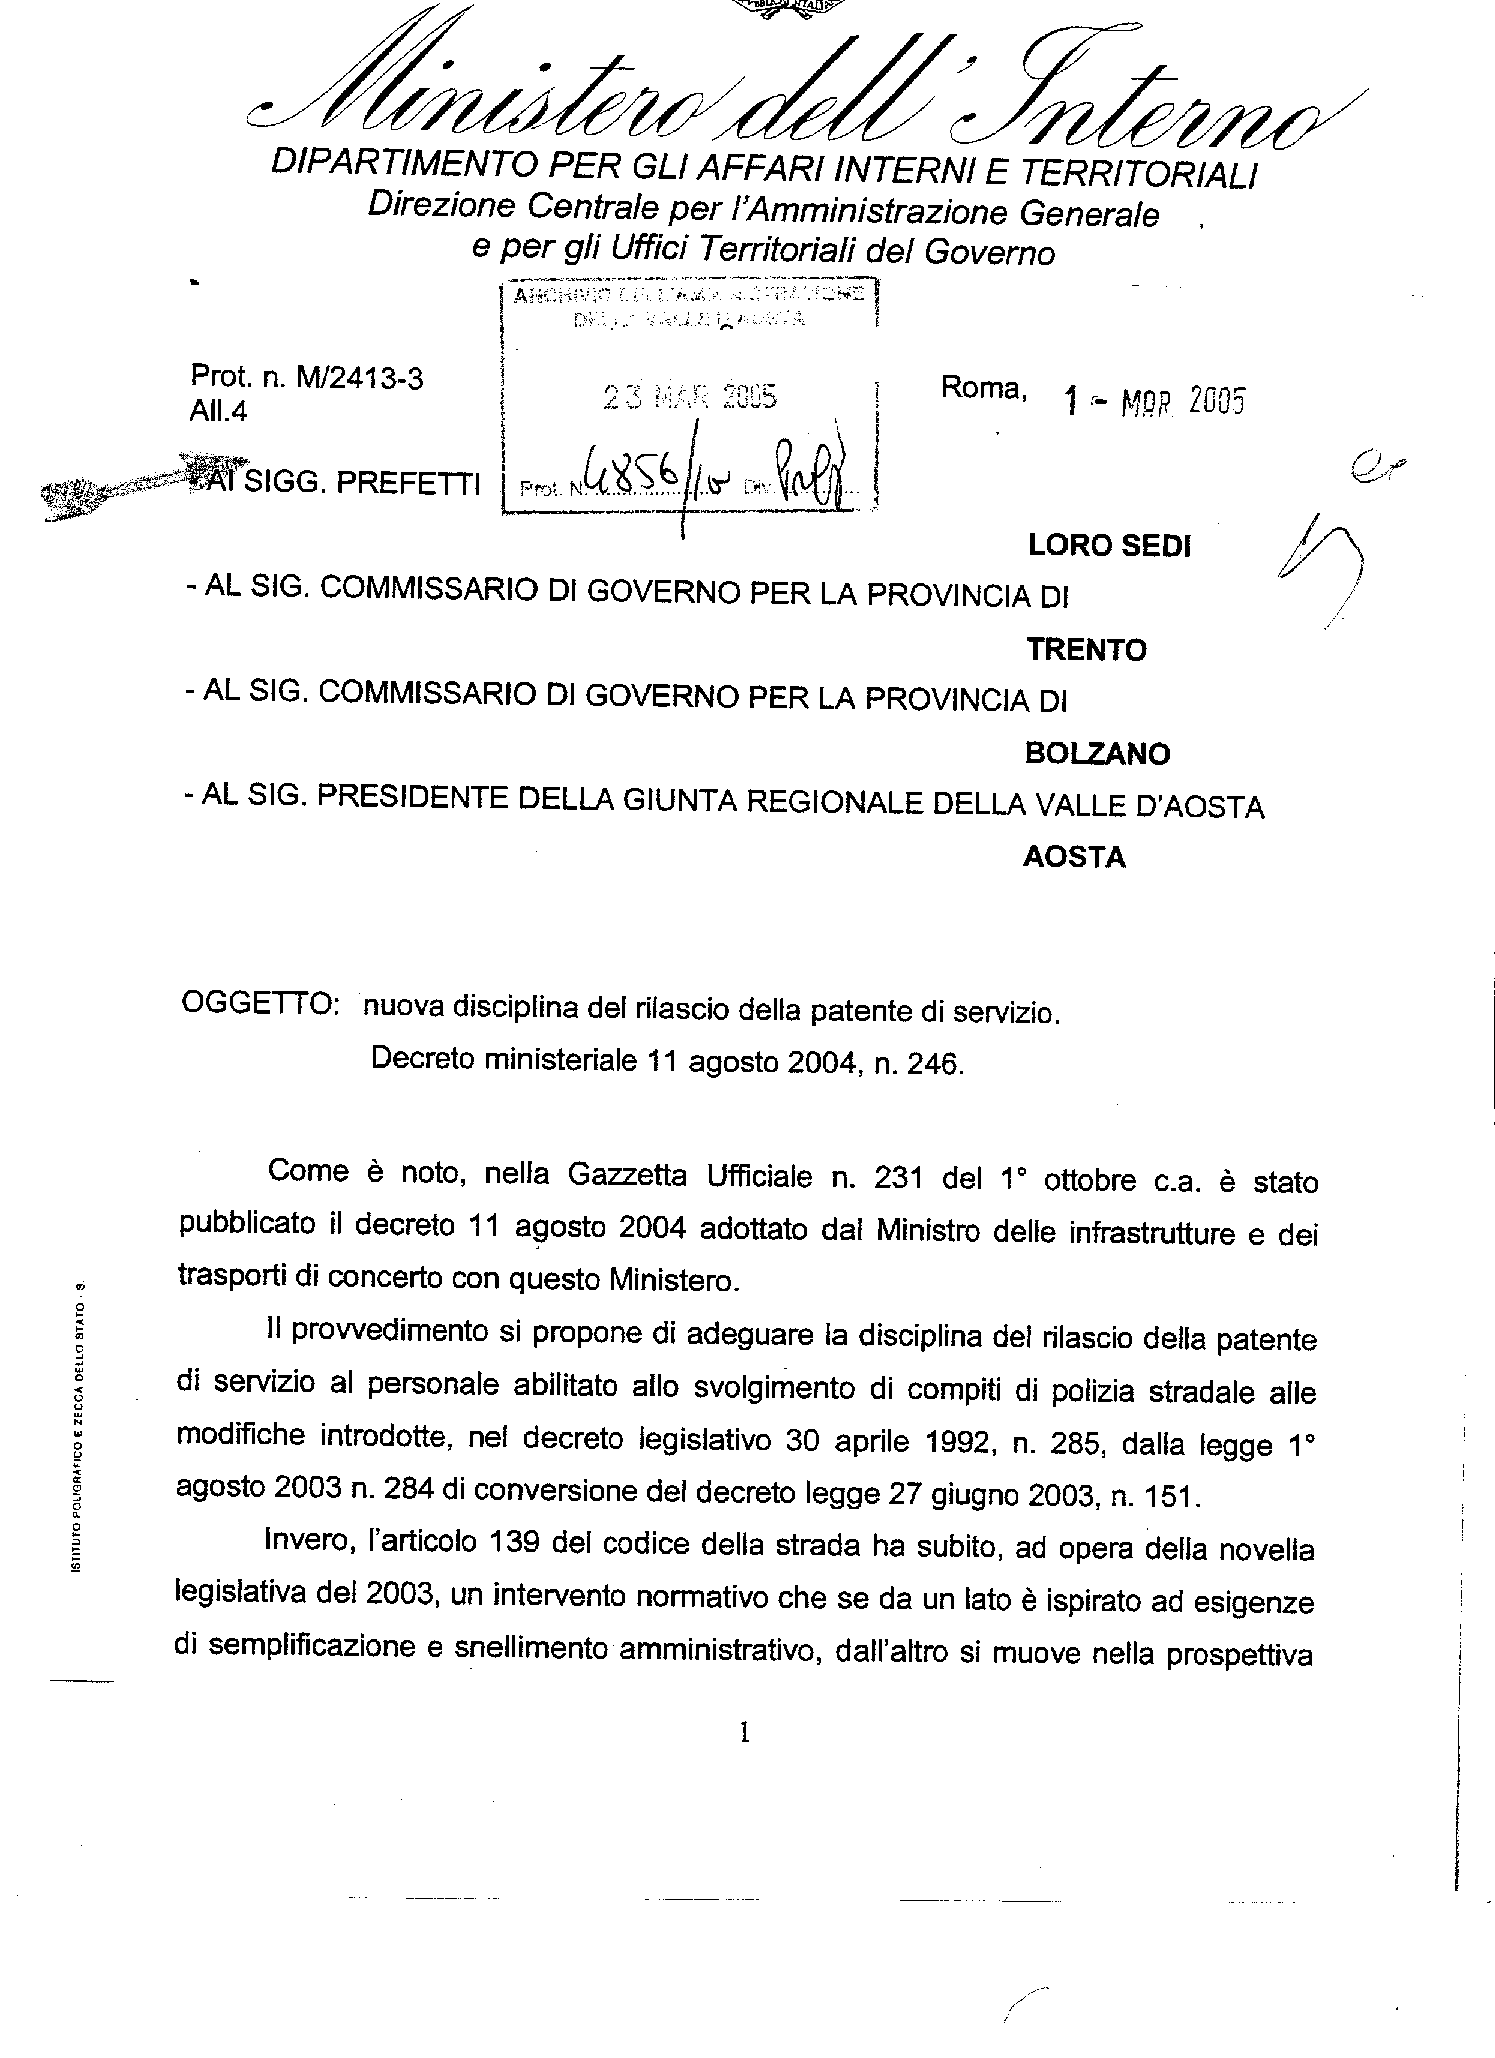 Ministero dell'Interno
DIPARTIMENTO PER GLI AFFARI INTERNI E TERRITORIALI
Direzione Centrale per l'Amministrazione Generale
e per gli Uffici Territoriali del Governo
Prot. n. M/2413-3
All.4
23 MAR 2005
Prot. N. 4856/
Roma, 1 - MAR 2005
AI SIGG. PREFETTI
LORO SEDI
- AL SIG. COMMISSARIO DI GOVERNO PER LA PROVINCIA DI
TRENTO
- AL SIG. COMMISSARIO DI GOVERNO PER LA PROVINCIA DI
BOLZANO
- AL SIG. PRESIDENTE DELLA GIUNTA REGIONALE DELLA VALLE D'AOSTA
AOSTA
OGGETTO: nuova disciplina del rilascio della patente di servizio.
Decreto ministeriale 11 agosto 2004, n. 246.
Come è noto, nella Gazzetta Ufficiale n. 231 del 1° ottobre c.a. è stato
pubblicato il decreto 11 agosto 2004 adottato dal Ministro delle infrastrutture e dei
trasporti di concerto con questo Ministero.
Il provvedimento si propone di adeguare la disciplina del rilascio della patente
di servizio al personale abilitato allo svolgimento di compiti di polizia stradale alle
modifiche introdotte, nel decreto legislativo 30 aprile 1992, n. 285, dalla legge 1°
agosto 2003 n. 284 di conversione del decreto legge 27 giugno 2003, n. 151.
Invero, l'articolo 139 del codice della strada ha subito, ad opera della novella
legislativa del 2003, un intervento normativo che se da un lato è ispirato ad esigenze
di semplificazione e snellimento amministrativo, dall'altro si muove nella prospettiva
1
ISTITUTO POLIGRAFICO E ZECCA DELLO STATO - S.